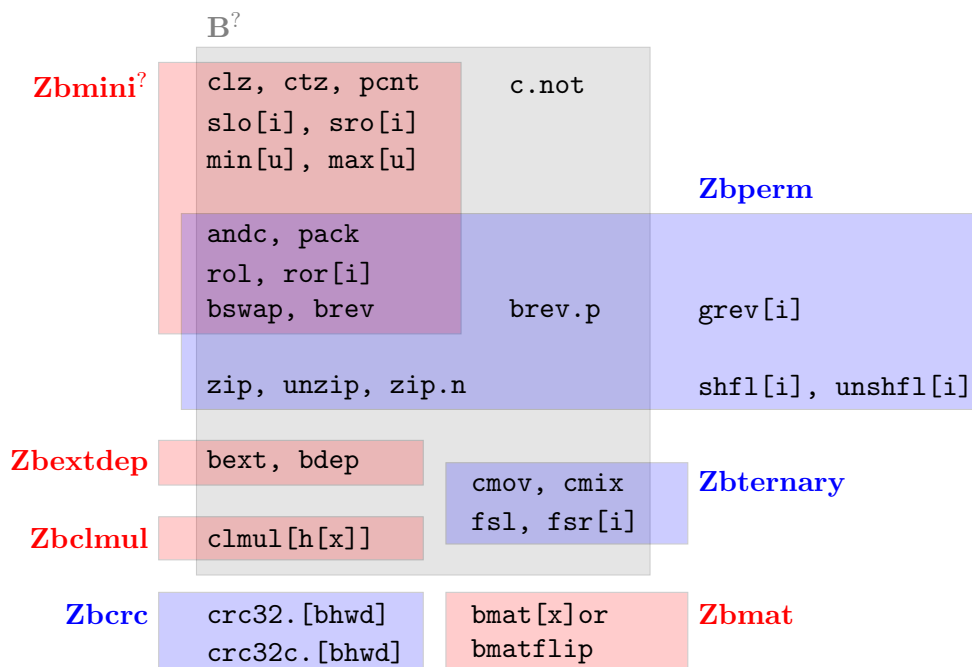 B?
Zbmini? clz, ctz, pcnt c.not
slo[i], sro[i]
min[u], max[u]
Zbperm
andc, pack
rol, ror[i]
bswap, brev brev.p grev[i]
zip, unzip, zip.n shfl[i], unshfl[i]
Zbextdep bext, bdep
cmov, cmix Zbternary
fsl, fsr[i]
Zbclmul clmul[h[x]]
Zbcrc crc32.[bhwd] bmat[x]or Zbmat
crc32c.[bhwd] bmatflip